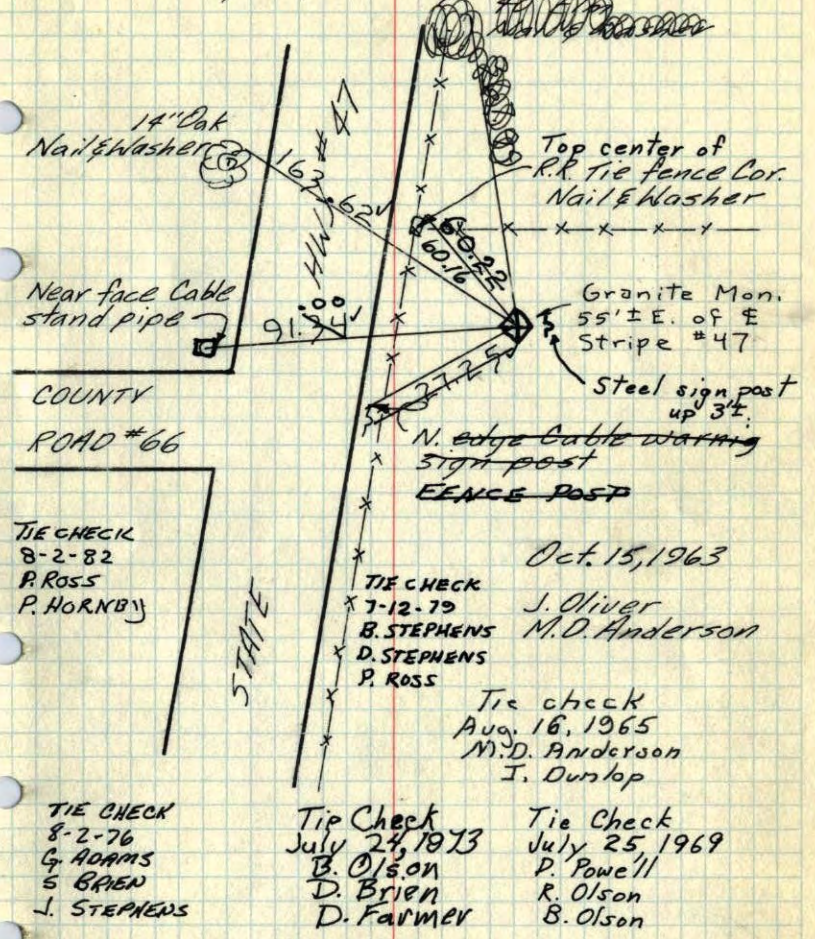 14" Oak
Nail & Washer
16
.62 ✓
HWY # 47
Top center of
R.R. Tie fence Cor.
Nail & Washer
60.22
60.16
Near face Cable
stand pipe
91.
.00
Granite Mon.
55'± E. of ℄
Stripe #47
27.25
Steel sign post
up 3'±.
COUNTY
ROAD #66
N. edge Cable warnig
sign post
FENCE POST
TIE CHECK
8-2-82
P. ROSS
P. HORNBY
Oct. 15, 1963
J. Oliver
M.D. Anderson
STATE
TIE CHECK
7-12-79
B. STEPHENS
D. STEPHENS
P. ROSS
Tie check
Aug. 16, 1965
M.D. Anderson
I. Dunlop
TIE CHECK
8-2-76
G. ADAMS
S BRIEN
J. STEPHENS
Tie Check
July 24, 1973
B. Olson
D. Brien
D. Farmer
Tie Check
July 25, 1969
P. Powell
R. Olson
B. Olson